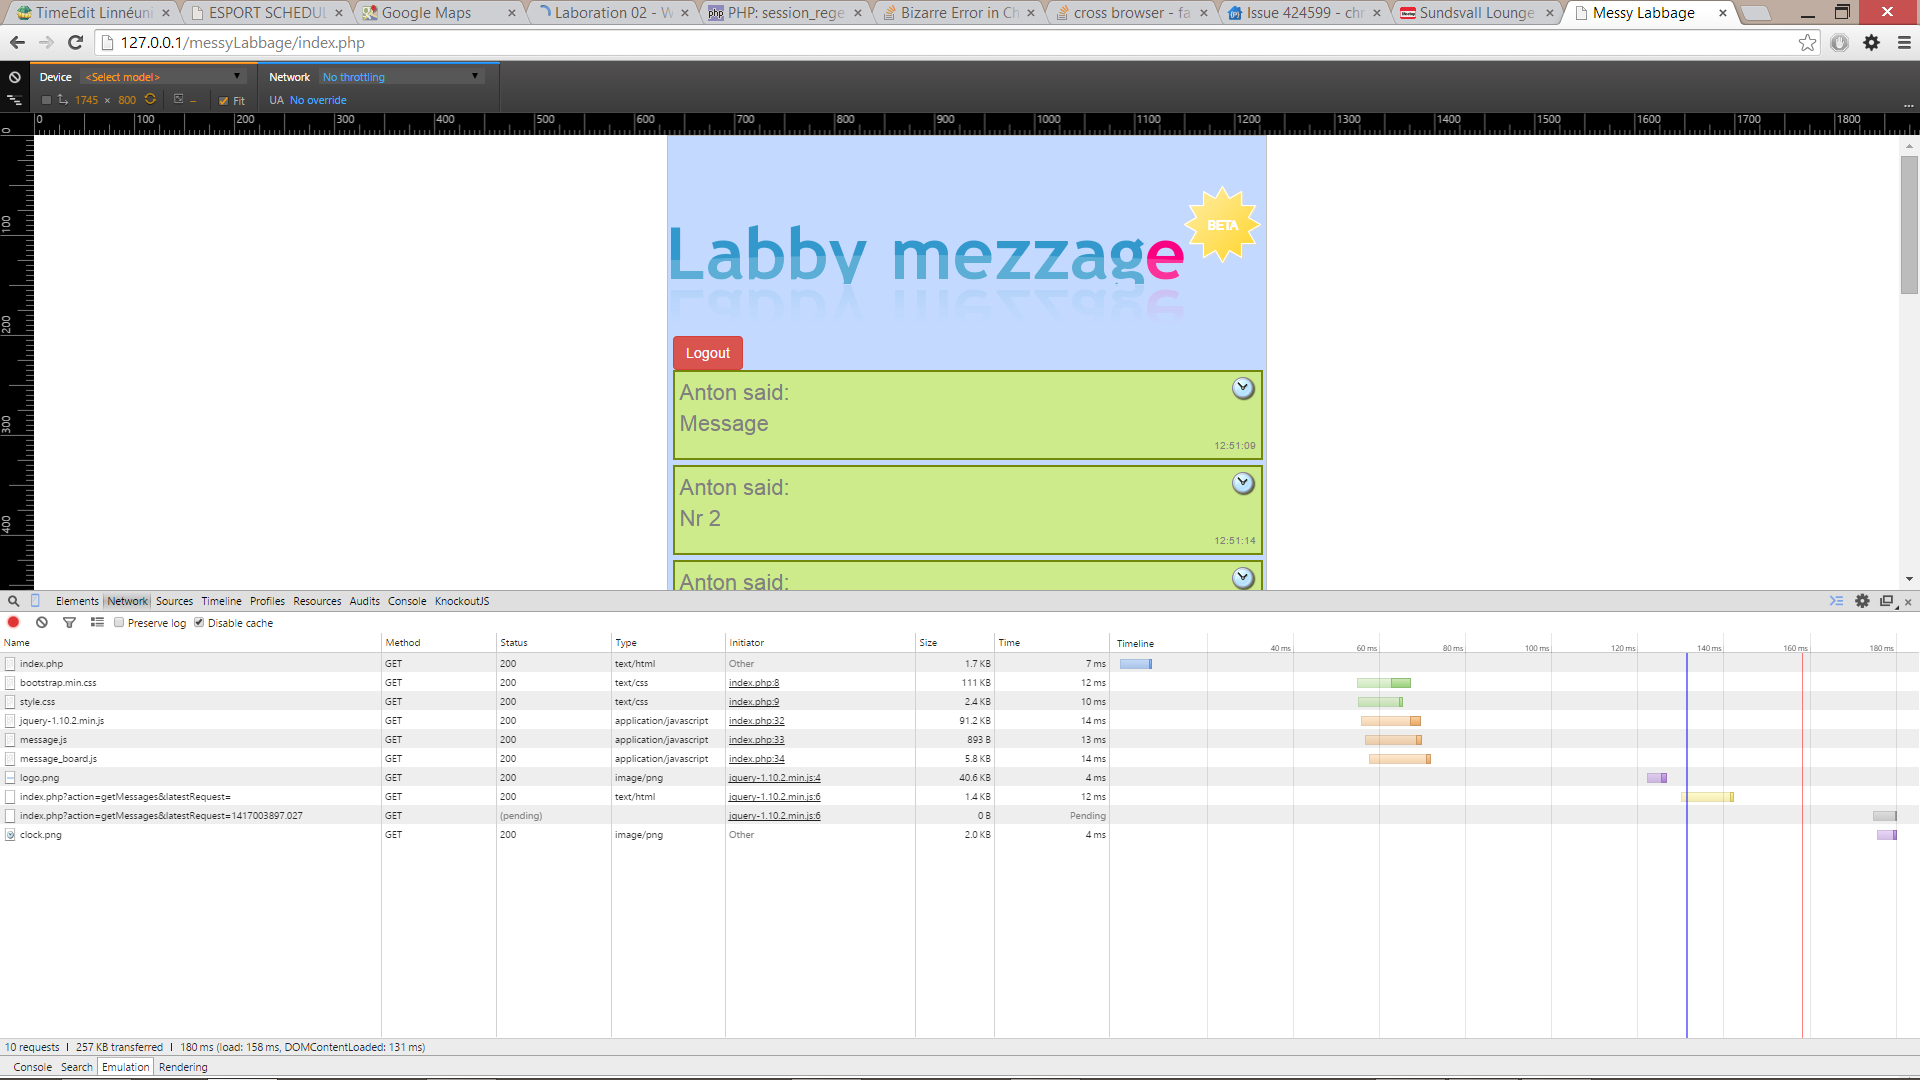 TimeEdit Linnéuni
ESPORT SCHEDUL
Google Maps
Laboration 02 - W
php PHP: session_rege
Bizarre Error in Ch
cross browser - fa
Issue 424599 - chr
Sundsvall Lounge
Messy Labbage
127.0.0.1/messyLabbage/index.php
Device <Select model> Network No throttling
1745 × 800 Fit UA No override
0 100 200 300 400 500 600 700 800 900 1000 1100 1200 1300 1400 1500 1600 1700 1800
0
100
200
300
400
Labby mezzage
BETA
Logout
Anton said:
Message
12:51:09
Anton said:
Nr 2
12:51:14
Anton said:
Elements Network Sources Timeline Profiles Resources Audits Console KnockoutJS
Preserve log Disable cache
Name Method Status Type Initiator Size Time Timeline 40 ms 60 ms 80 ms 100 ms 120 ms 140 ms 160 ms 180 ms
index.php GET 200 text/html Other 1.7 KB 7 ms
bootstrap.min.css GET 200 text/css index.php:8 111 KB 12 ms
style.css GET 200 text/css index.php:9 2.4 KB 10 ms
jquery-1.10.2.min.js GET 200 application/javascript index.php:32 91.2 KB 14 ms
message.js GET 200 application/javascript index.php:33 893 B 13 ms
message_board.js GET 200 application/javascript index.php:34 5.8 KB 14 ms
logo.png GET 200 image/png jquery-1.10.2.min.js:4 40.6 KB 4 ms
index.php?action=getMessages&latestRequest= GET 200 text/html jquery-1.10.2.min.js:6 1.4 KB 12 ms
index.php?action=getMessages&latestRequest=1417003897.027 GET (pending) jquery-1.10.2.min.js:6 0 B Pending
clock.png GET 200 image/png Other 2.0 KB 4 ms
10 requests | 257 KB transferred | 180 ms (load: 158 ms, DOMContentLoaded: 131 ms)
Console Search Emulation Rendering